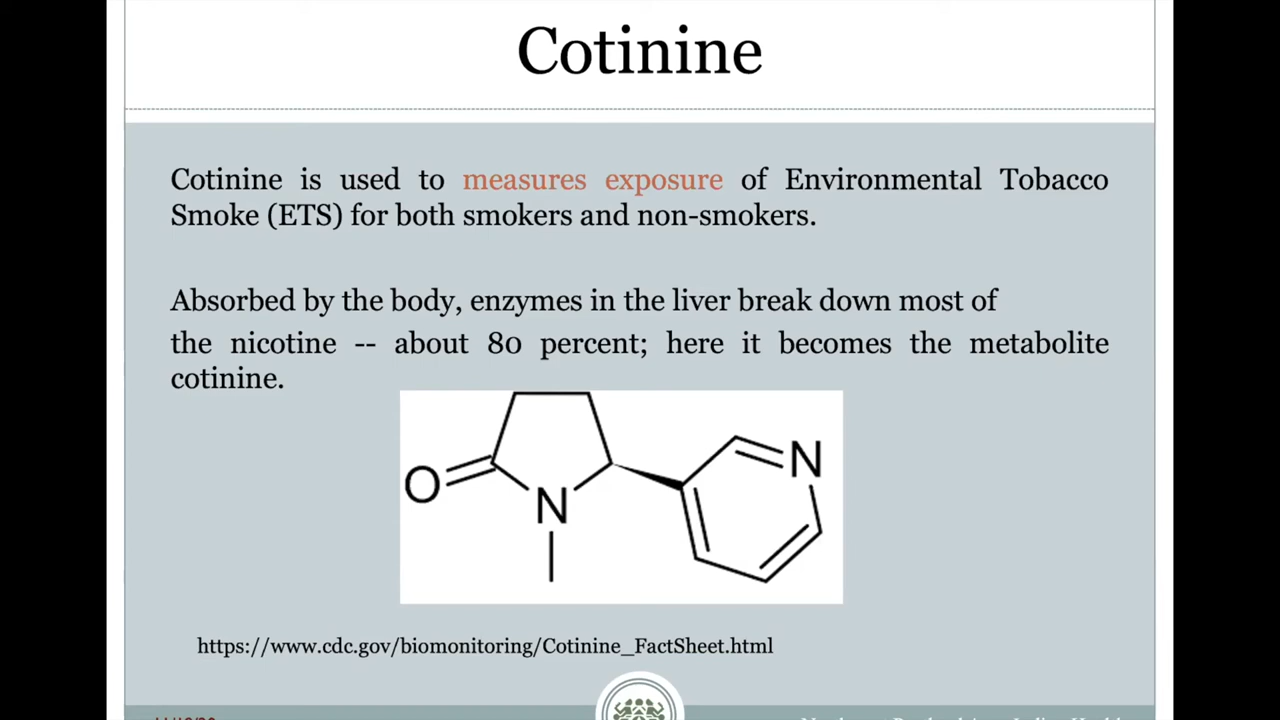 Cotinine
Cotinine is used to measures exposure of Environmental Tobacco
Smoke (ETS) for both smokers and non-smokers.
Absorbed by the body, enzymes in the liver break down most of
the nicotine -- about 80 percent; here it becomes the metabolite
cotinine.
O
N
N
https://www.cdc.gov/biomonitoring/Cotinine_FactSheet.html